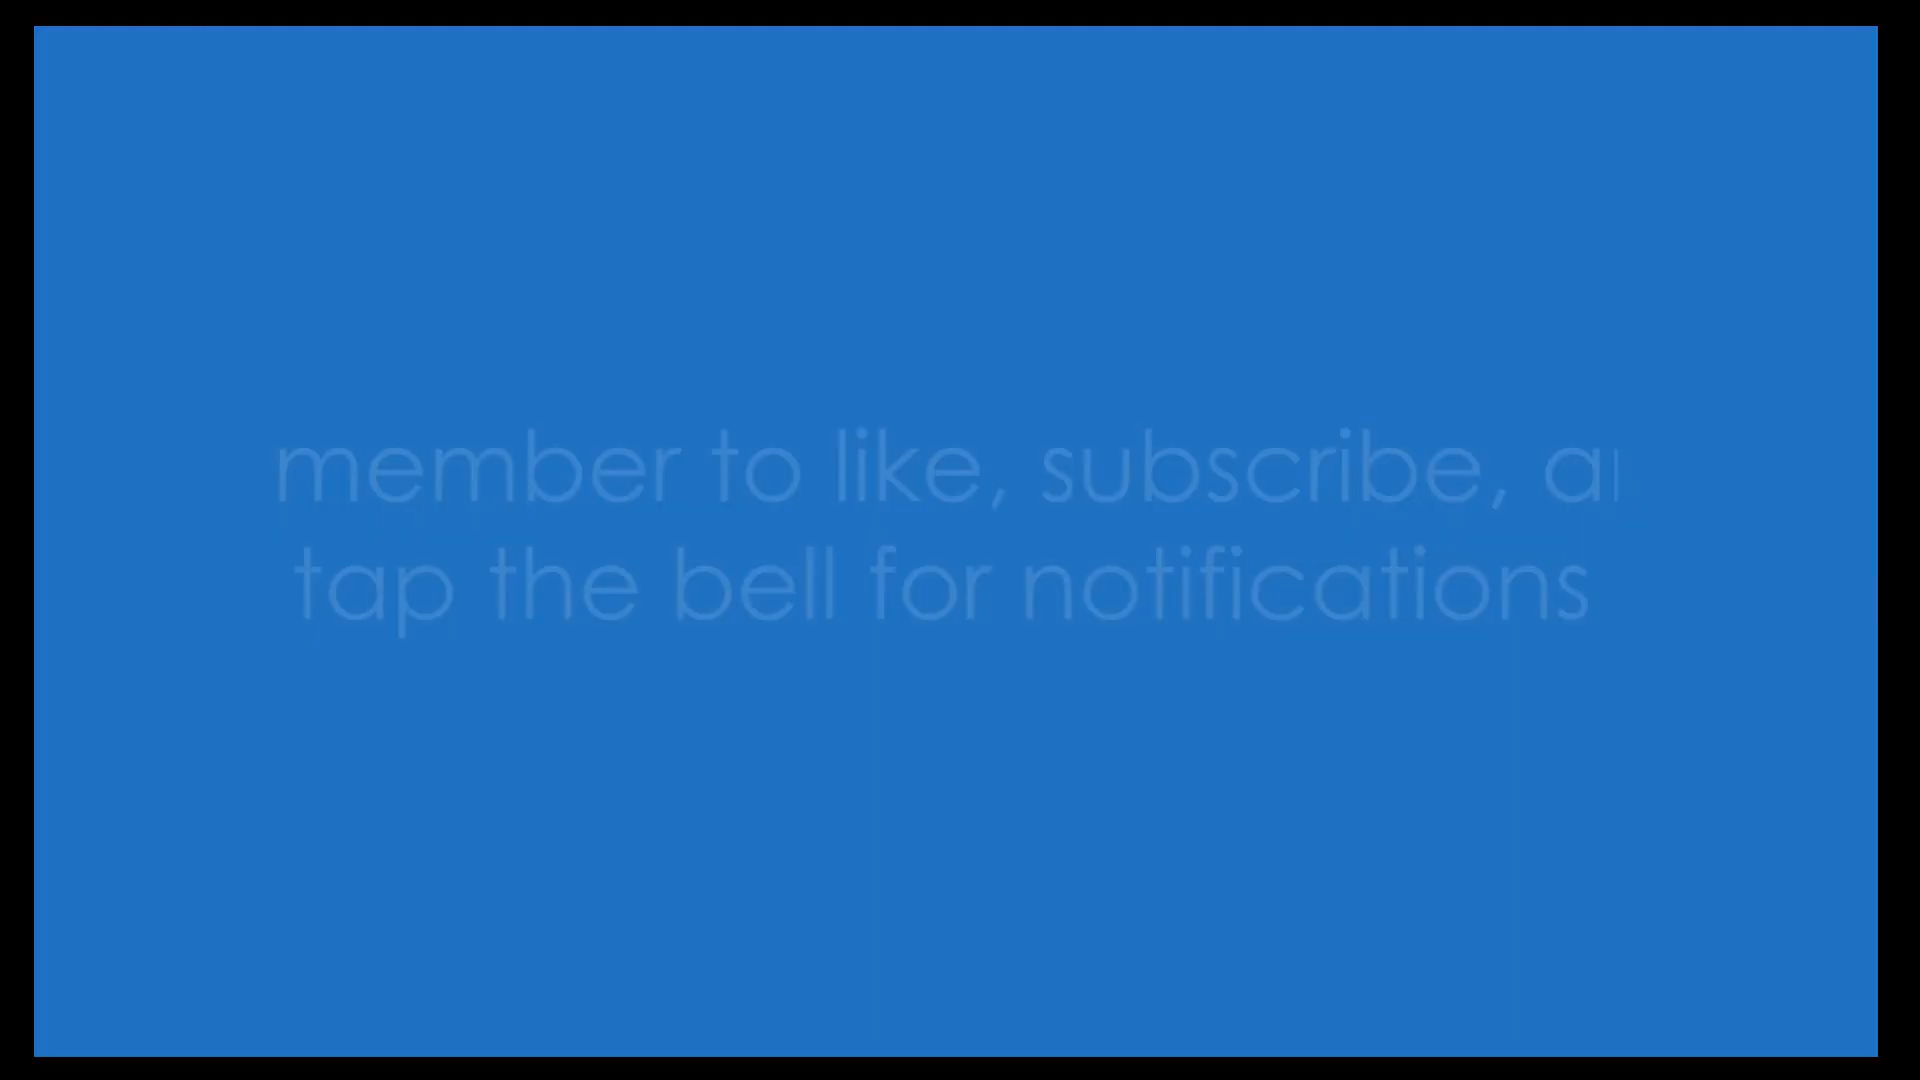 member to like, subscribe, a
tap the bell for notifications